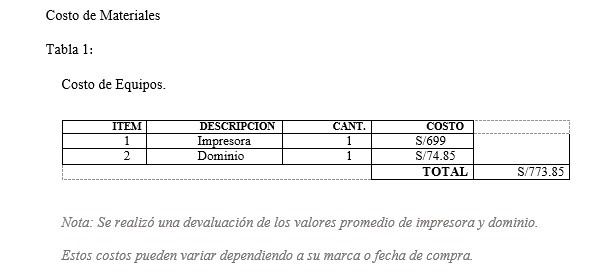 Costo de Materiales
Tabla 1:
Costo de Equipos.
ITEM DESCRIPCION CANT. COSTO
1 Impresora 1 S/699
2 Dominio 1 S/74.85
TOTAL S/773.85
Nota: Se realizó una devaluación de los valores promedio de impresora y dominio.
Estos costos pueden variar dependiendo a su marca o fecha de compra.